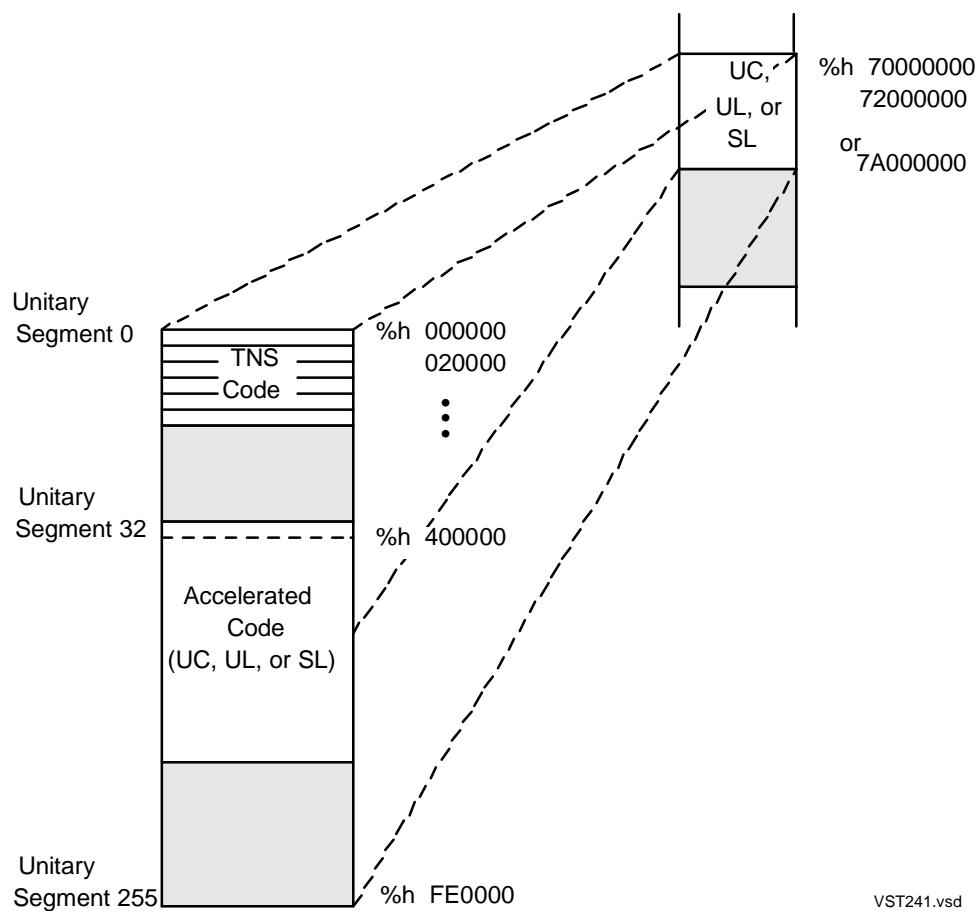 UC,
UL, or
SL
%h 70000000
72000000
or
7A000000
Unitary
Segment 0
%h 000000
020000
TNS
Code
Unitary
Segment 32
%h 400000
Accelerated
Code
(UC, UL, or SL)
Unitary
Segment 255
%h FE0000
VST241.vsd